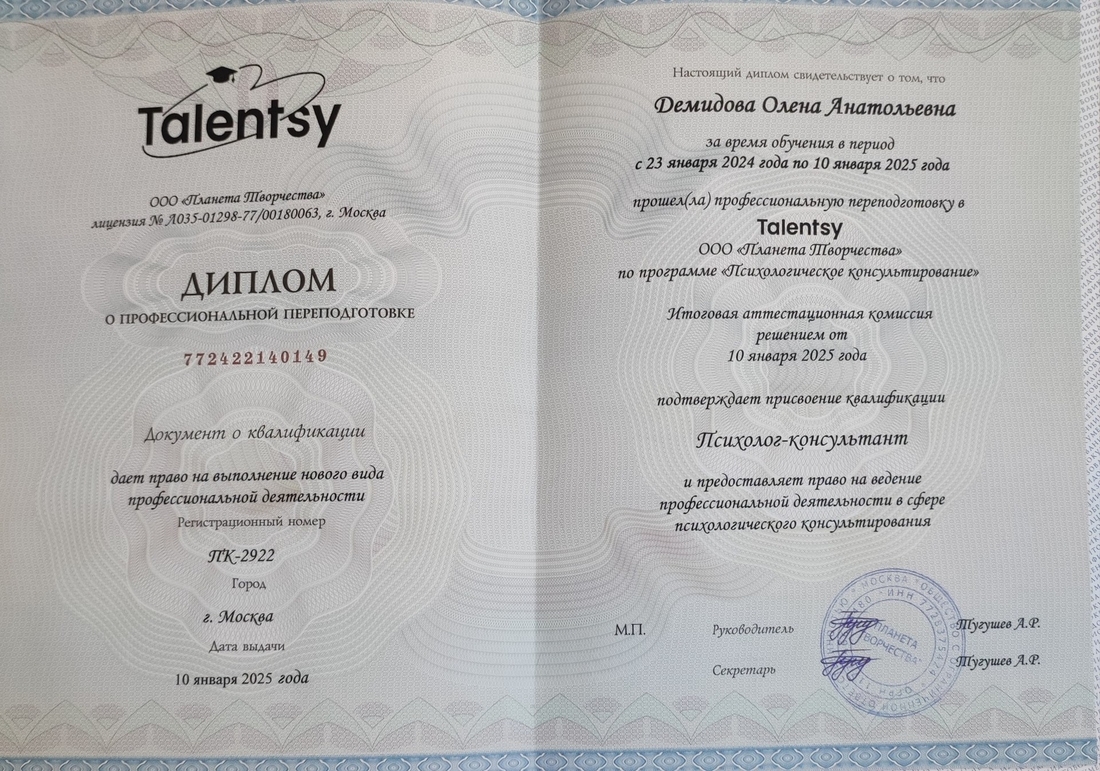 Talentsy
ООО «Планета Творчества»
лицензия № Л035-01298-77/00180063, г. Москва
ДИПЛОМ
О ПРОФЕССИОНАЛЬНОЙ ПЕРЕПОДГОТОВКЕ
772422140149
Документ о квалификации
дает право на выполнение нового вида
профессиональной деятельности
Регистрационный номер
ПК-2922
Город
г. Москва
Дата выдачи
10 января 2025 года
Настоящий диплом свидетельствует о том, что
Демидова Олена Анатольевна
за время обучения в период
с 23 января 2024 года по 10 января 2025 года
прошел(ла) профессиональную переподготовку в
Talentsy
ООО «Планета Творчества»
по программе «Психологическое консультирование»
Итоговая аттестационная комиссия
решением от
10 января 2025 года
подтверждает присвоение квалификации
Психолог-консультант
и предоставляет право на ведение
профессиональной деятельности в сфере
психологического консультирования
М.П.
Руководитель
Тугушев А.Р.
Секретарь
Тугушев А.Р.
МОСКВА
ПЛАНЕТА
ТВОРЧЕСТВА